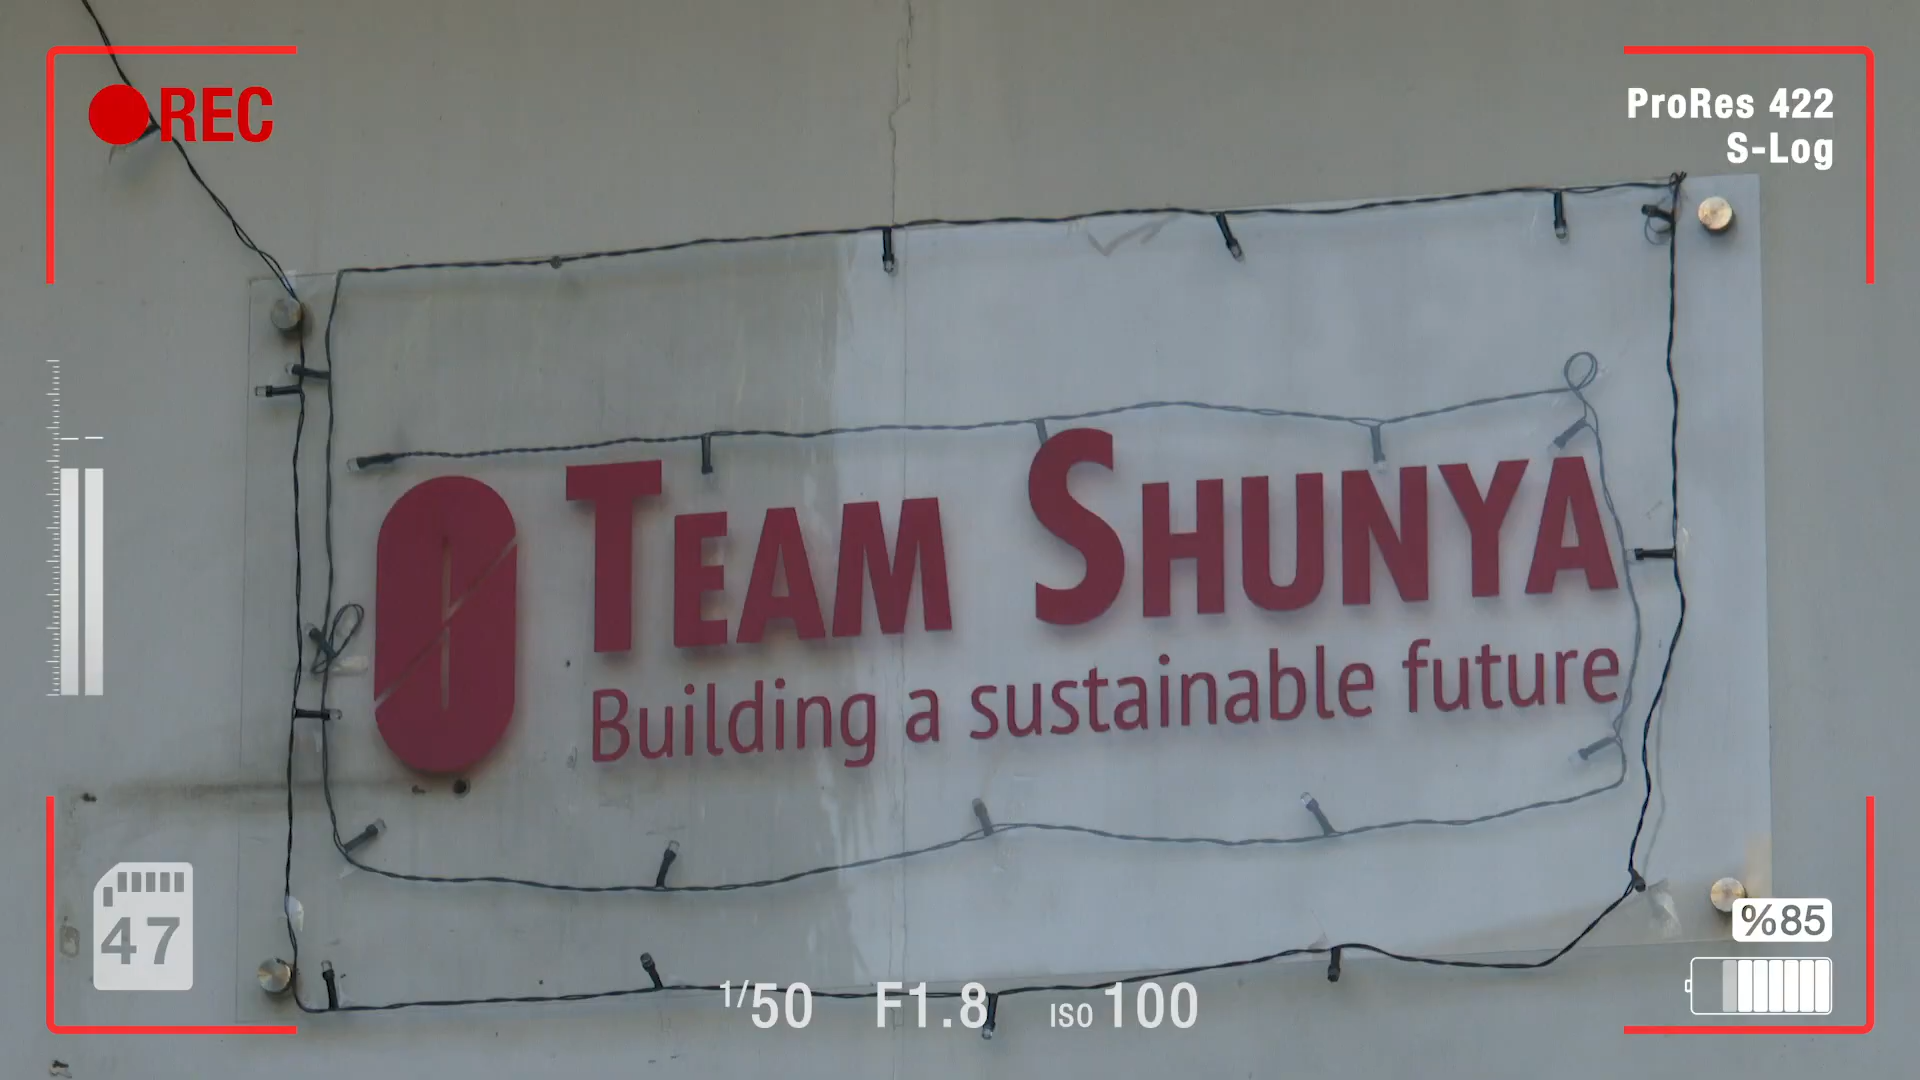 REC
ProRes 422
S-Log
TEAM SHUNYA
Building a sustainable future
47
%85
1/50 F1.8 ISO 100